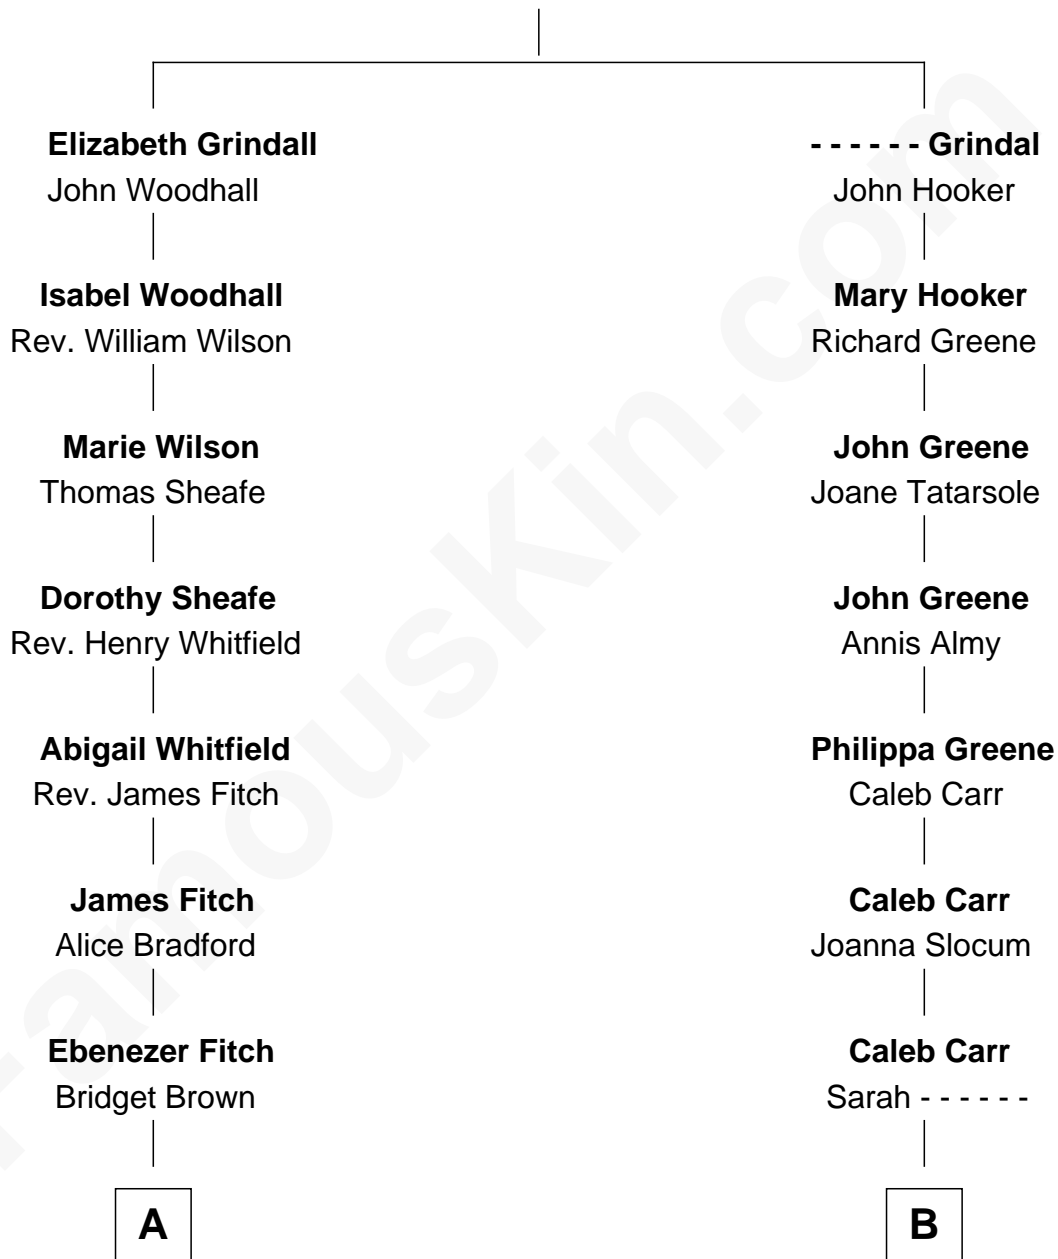 Elizabeth Grindall
John Woodhall
Isabel Woodhall
Rev. William Wilson
Marie Wilson
Thomas Sheafe
Dorothy Sheafe
Rev. Henry Whitfield
Abigail Whitfield
Rev. James Fitch
James Fitch
Alice Bradford
Ebenezer Fitch
Bridget Brown
A
- - - - - - Grindal
John Hooker
Mary Hooker
Richard Greene
John Greene
Joane Tatarsole
John Greene
Annis Almy
Philippa Greene
Caleb Carr
Caleb Carr
Joanna Slocum
Caleb Carr
Sarah - - - - - -
B
FamousKin.com